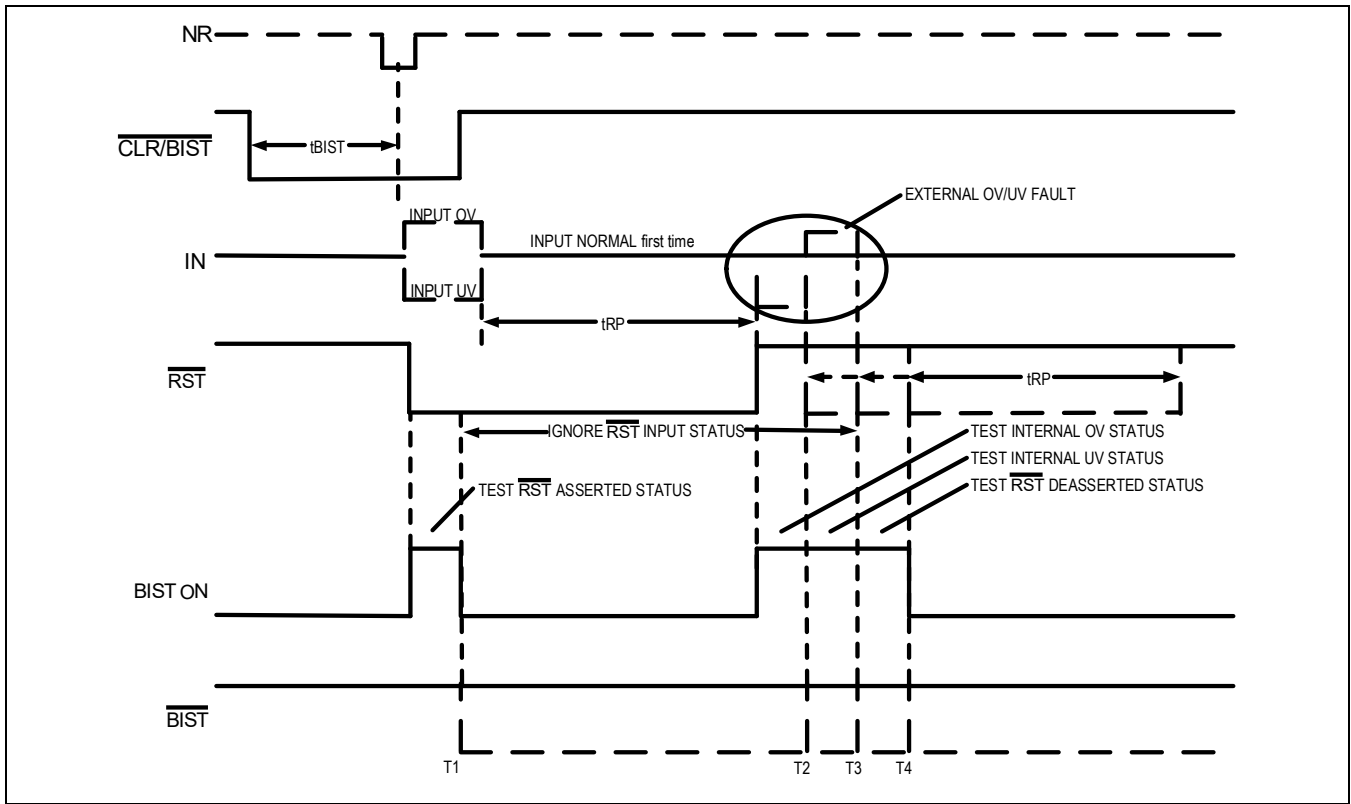 NR
CLR/BIST
tBIST
EXTERNAL OV/UV FAULT
INPUT OV
INPUT NORMAL first time
IN
INPUT UV
tRP
RST
tRP
IGNORE RST INPUT STATUS
TEST INTERNAL OV STATUS
TEST INTERNAL UV STATUS
TEST RST DEASSERTED STATUS
TEST RST ASSERTED STATUS
BIST ON
BIST
T1
T2
T3
T4